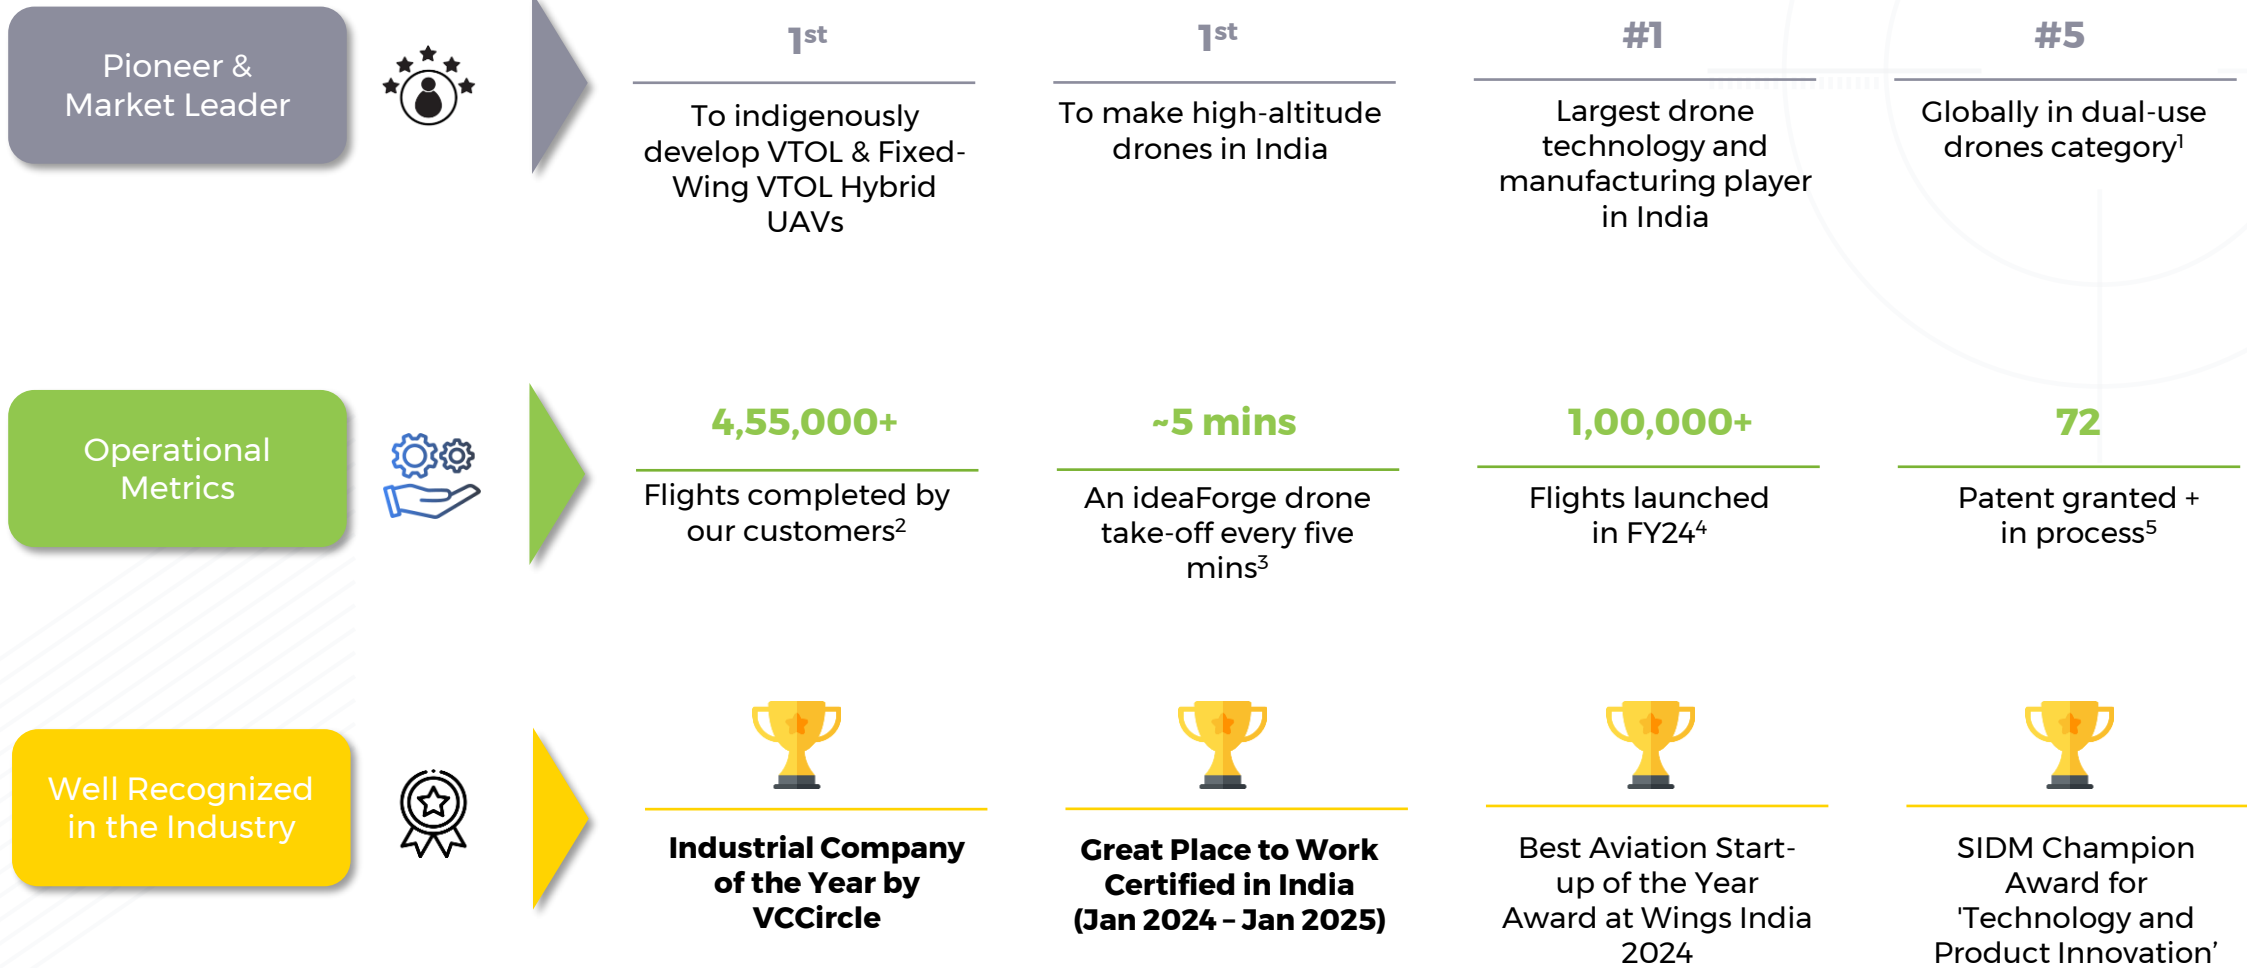 Pioneer &
Market Leader
1st
To indigenously
develop VTOL & Fixed-
Wing VTOL Hybrid
UAVs
1st
To make high-altitude
drones in India
#1
Largest drone
technology and
manufacturing player
in India
#5
Globally in dual-use
drones category1
Operational
Metrics
4,55,000+
Flights completed by
our customers2
~5 mins
An ideaForge drone
take-off every five
mins3
1,00,000+
Flights launched
in FY244
72
Patent granted +
in process5
Well Recognized
in the Industry
Industrial Company
of the Year by
VCCircle
Great Place to Work
Certified in India
(Jan 2024 – Jan 2025)
Best Aviation Start-
up of the Year
Award at Wings India
2024
SIDM Champion
Award for
'Technology and
Product Innovation’